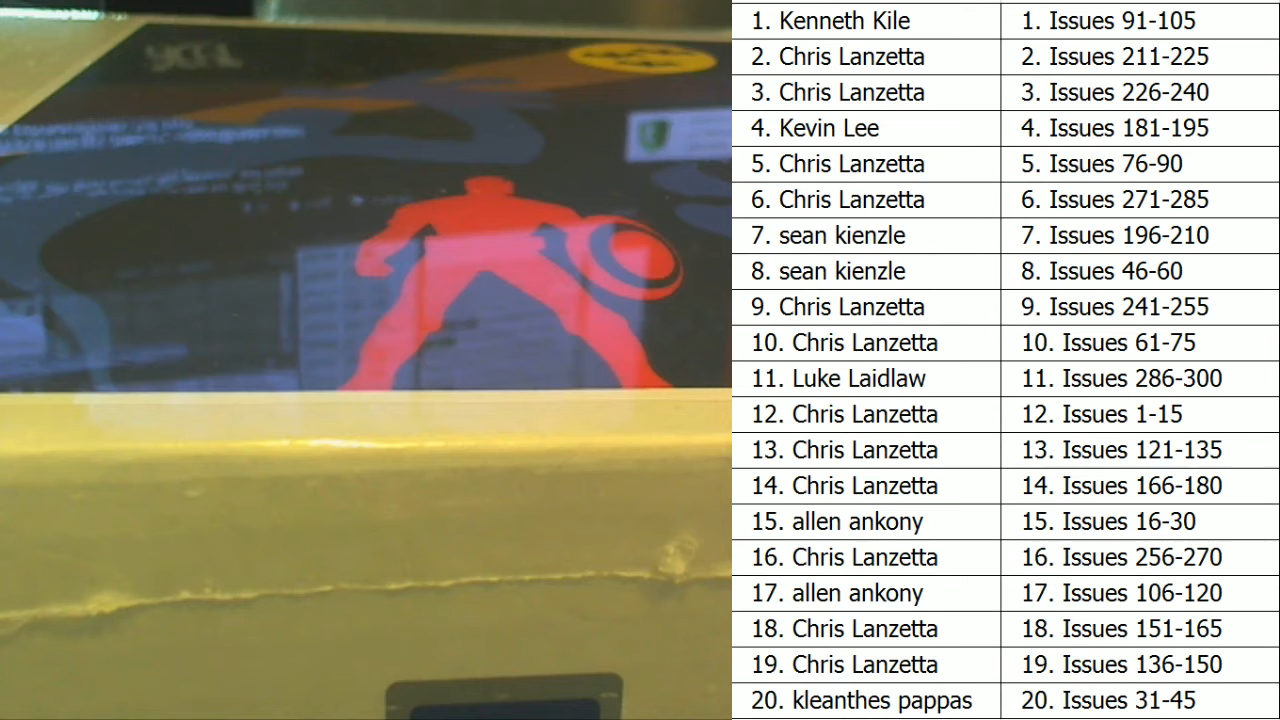 1. Kenneth Kile 1. Issues 91-105
2. Chris Lanzetta 2. Issues 211-225
3. Chris Lanzetta 3. Issues 226-240
4. Kevin Lee 4. Issues 181-195
5. Chris Lanzetta 5. Issues 76-90
6. Chris Lanzetta 6. Issues 271-285
7. sean kienzle 7. Issues 196-210
8. sean kienzle 8. Issues 46-60
9. Chris Lanzetta 9. Issues 241-255
10. Chris Lanzetta 10. Issues 61-75
11. Luke Laidlaw 11. Issues 286-300
12. Chris Lanzetta 12. Issues 1-15
13. Chris Lanzetta 13. Issues 121-135
14. Chris Lanzetta 14. Issues 166-180
15. allen ankony 15. Issues 16-30
16. Chris Lanzetta 16. Issues 256-270
17. allen ankony 17. Issues 106-120
18. Chris Lanzetta 18. Issues 151-165
19. Chris Lanzetta 19. Issues 136-150
20. kleanthes pappas 20. Issues 31-45